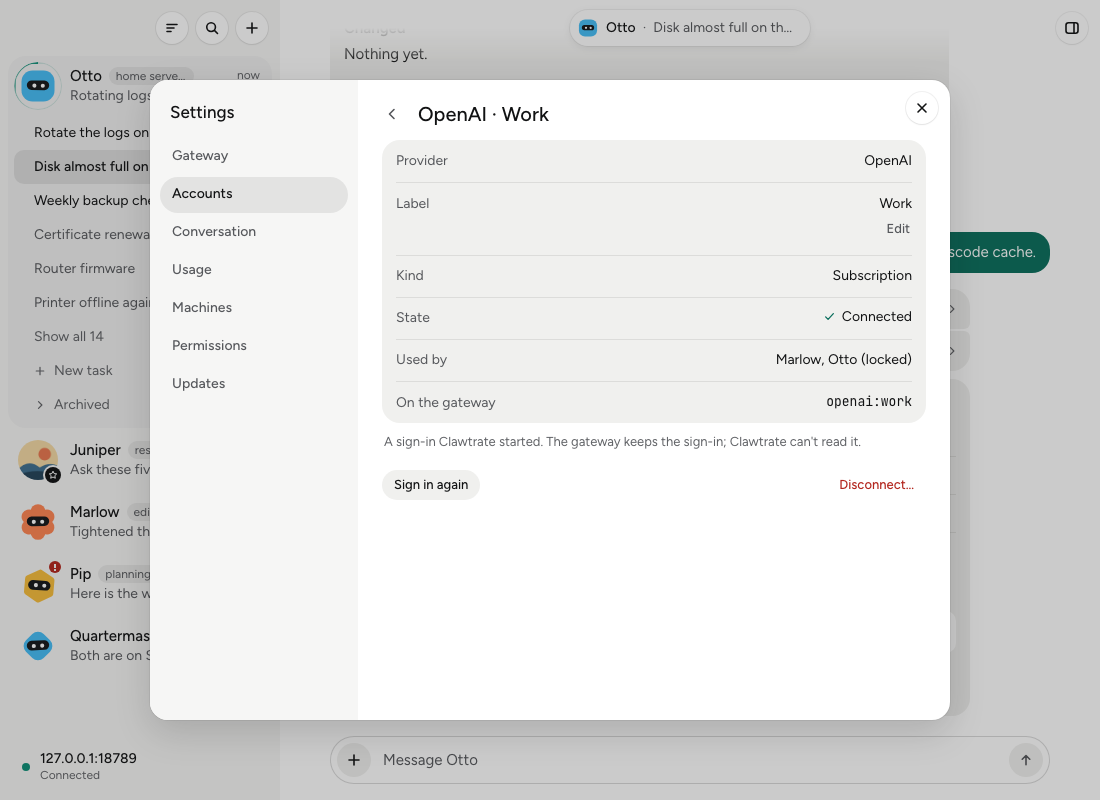 Otto · Disk almost full on th...
Changed
Nothing yet.
Otto home serve... now
Rotating logs
Rotate the logs on
Disk almost full on
Weekly backup che
Certificate renewa
Router firmware
Printer offline agai
Show all 14
New task
Archived
Juniper res
Ask these fiv
Marlow edi
Tightened th
Pip planning
Here is the w
Quartermas
Both are on S
127.0.0.1:18789
Connected
Settings
Gateway
Accounts
Conversation
Usage
Machines
Permissions
Updates
OpenAI · Work
Provider OpenAI
Label Work
Edit
Kind Subscription
State Connected
Used by Marlow, Otto (locked)
On the gateway openai:work
A sign-in Clawtrate started. The gateway keeps the sign-in; Clawtrate can't read it.
Sign in again Disconnect...
scode cache.
Message Otto